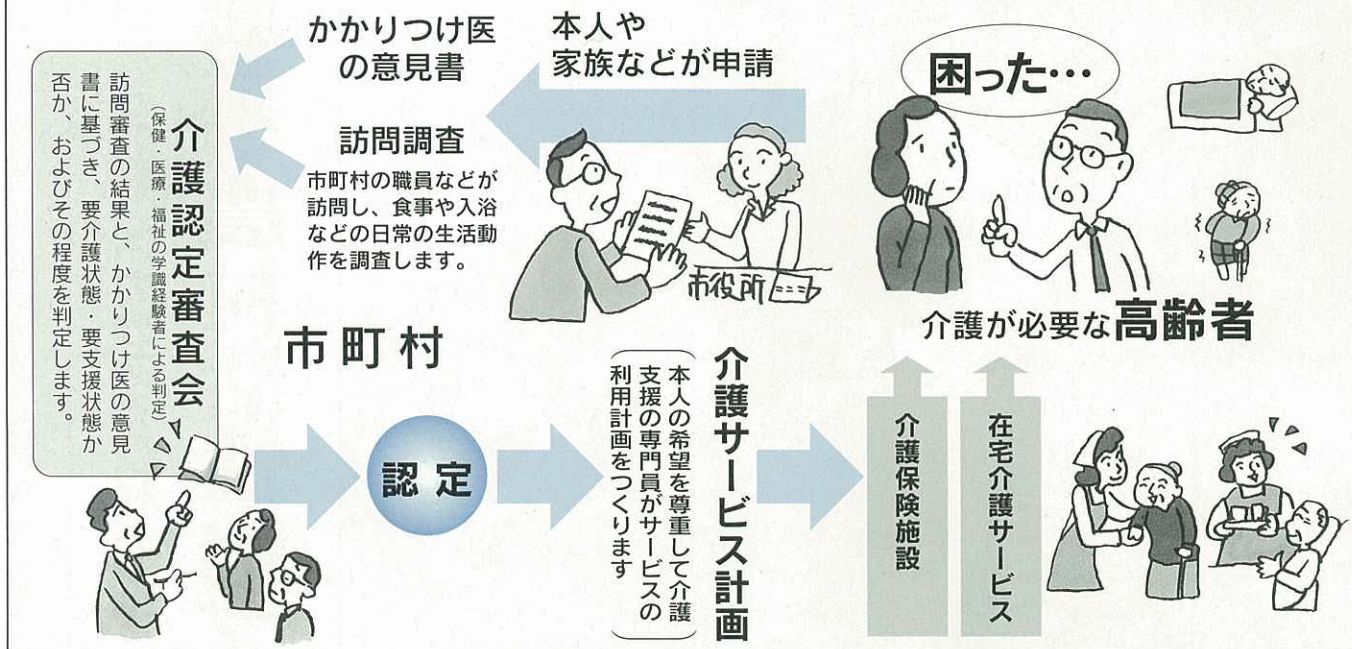 困った…
介護が必要な高齢者
本人や
家族などが申請
市役所
かかりつけ医
の意見書
訪問調査
市町村の職員などが
訪問し、食事や入浴
などの日常の生活動
作を調査します。
市町村
介護認定審査会
(保健・医療・福祉の学識経験者による判定)
訪問審査の結果と、かかりつけ医の意見
書に基づき、要介護状態・要支援状態か
否か、およびその程度を判定します。
認定
介護サービス計画
本人の希望を尊重して介護
支援の専門員がサービスの
利用計画をつくります
在宅介護サービス
介護保険施設